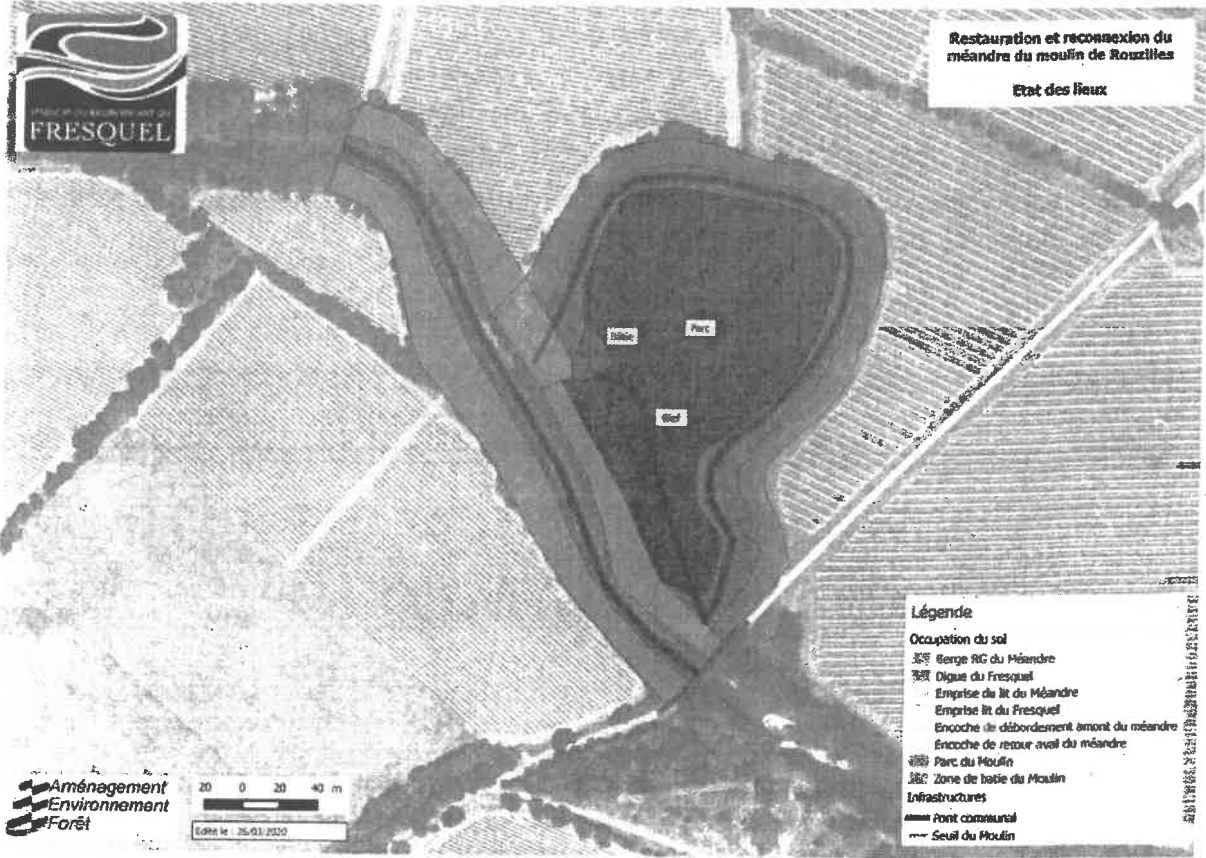 FRESQUEL
Restauration et reconnexion du
méandre du moulin de Rouzilles
Etat des lieux
Parc
Bief
Légende
Occupation du sol
Berge RG du Méandre
Digue du Fresquel
Emprise du lit du Méandre
Emprise lit du Fresquel
Encoche de débordement amont du méandre
Encoche de retour aval du méandre
Parc du Moulin
Zone de batie du Moulin
Infrastructures
Pont communal
Seuil du Moulin
Aménagement
Environnement
Forêt
20 0 20 40 m
Edité le : 26/03/2020